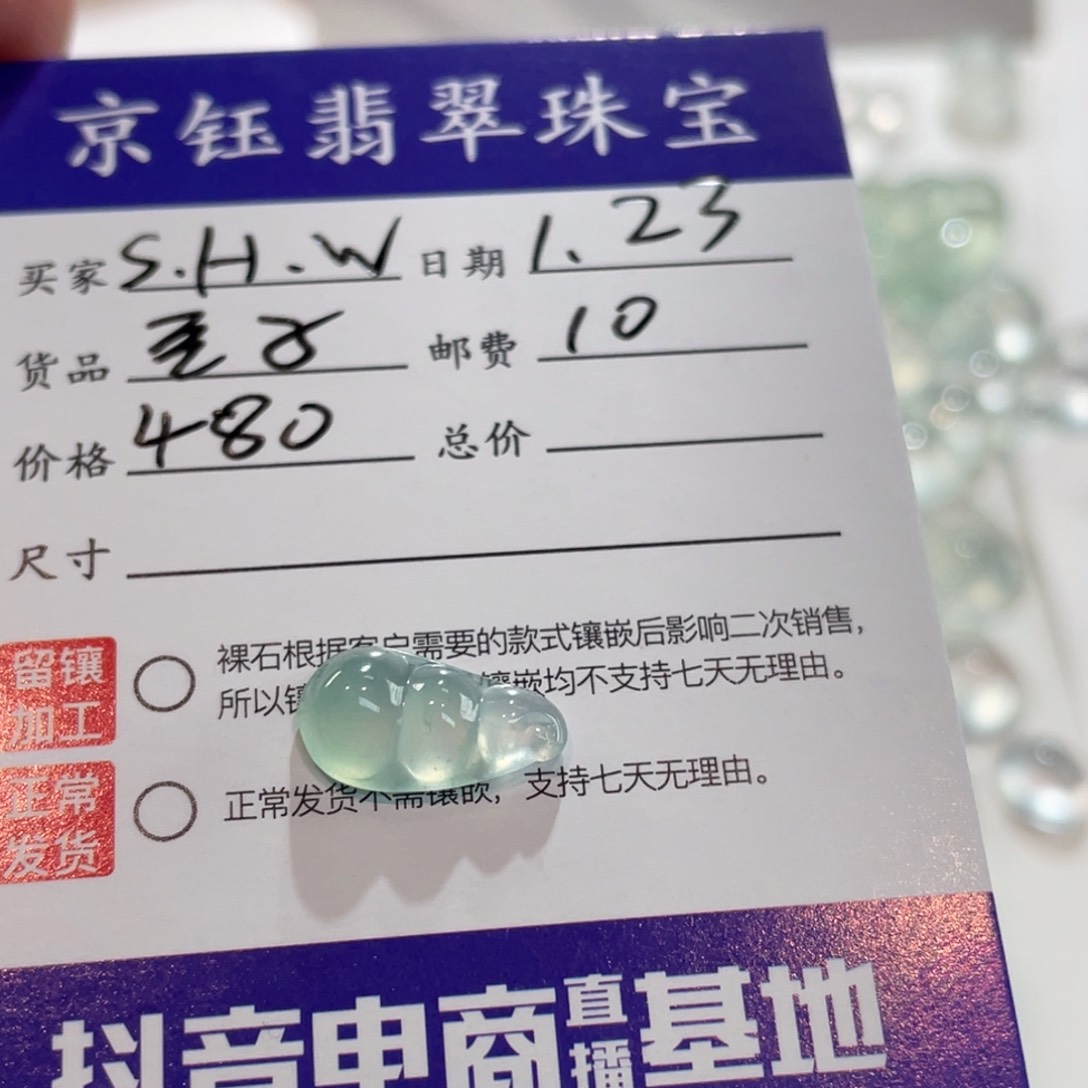 京钰翡翠珠宝
买家 S.H.W 日期 1.23
货品 邮费 10
价格 480 总价
尺寸
留镶加工 裸石根据客户需要的款式镶嵌后影响二次销售，
所以镶 镶嵌均不支持七天无理由。
正常发货 正常发货不需镶嵌，支持七天无理由。
抖音电商直播基地